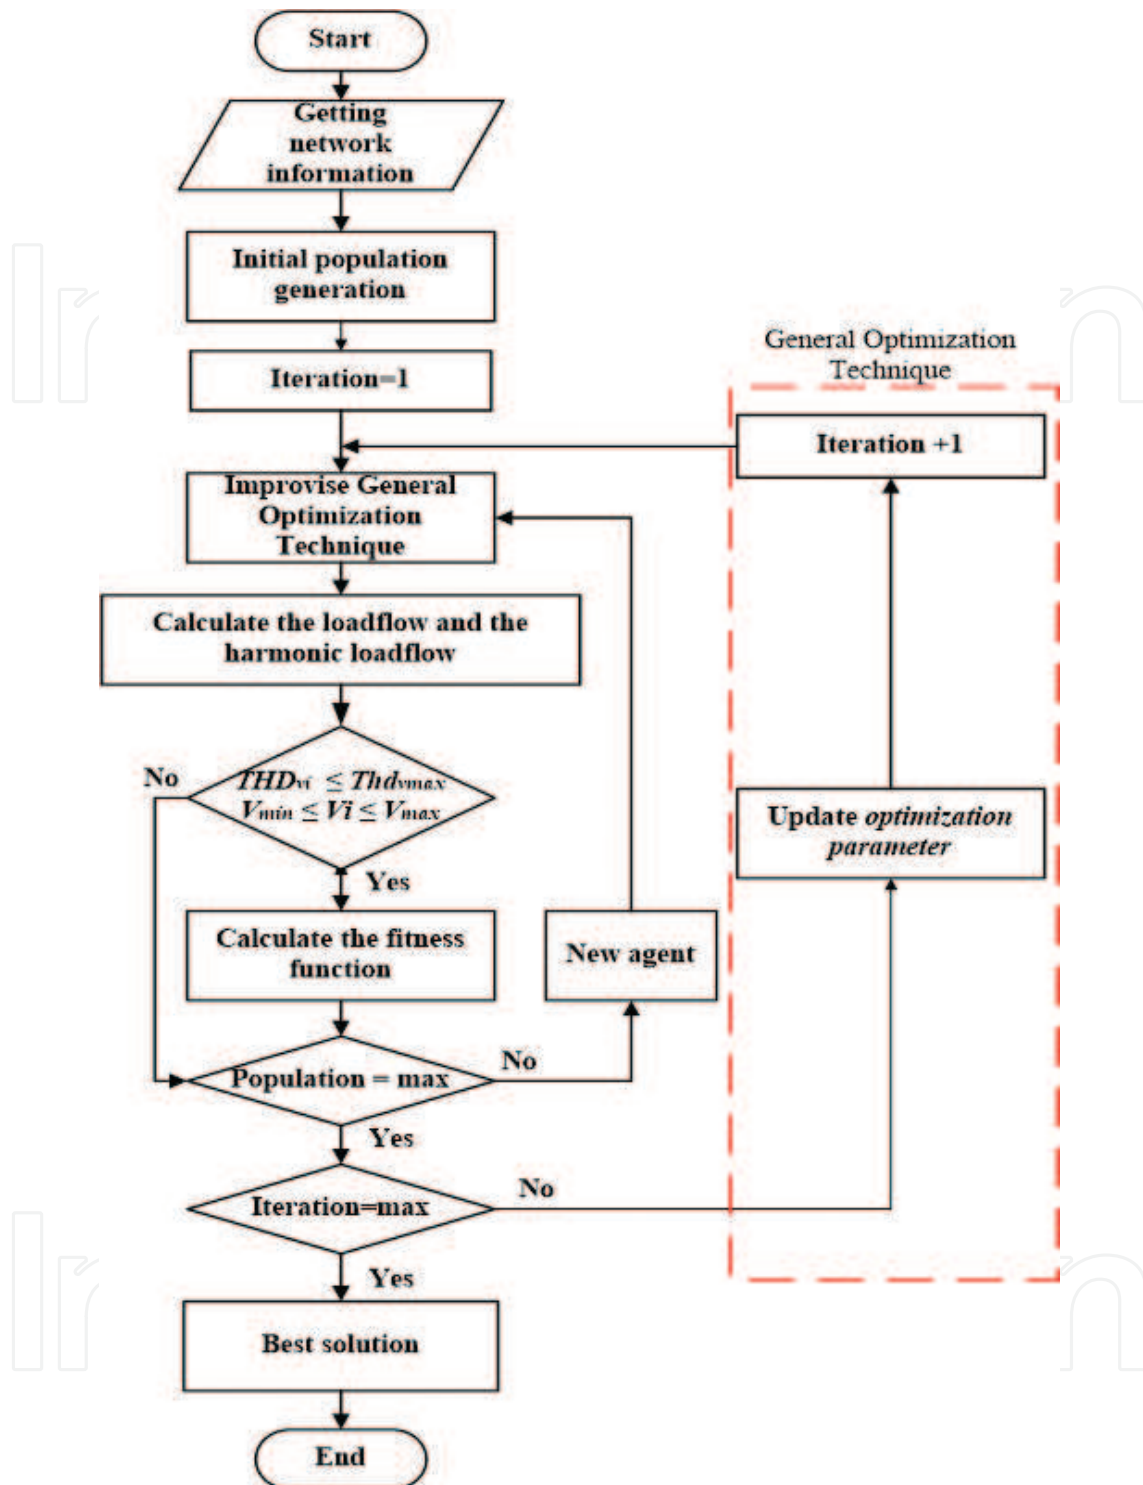 Start
Getting
network
information
Initial population
generation
Iteration=1
General Optimization
Technique
Iteration +1
Improvise General
Optimization
Technique
Calculate the loadflow and the
harmonic loadflow
No
THDvi ≤ Thdvmax
Vmin ≤ Vi ≤ Vmax
Update optimization
parameter
Yes
Calculate the fitness
function
New agent
Population = max
No
Yes
Iteration=max
No
Yes
Best solution
End